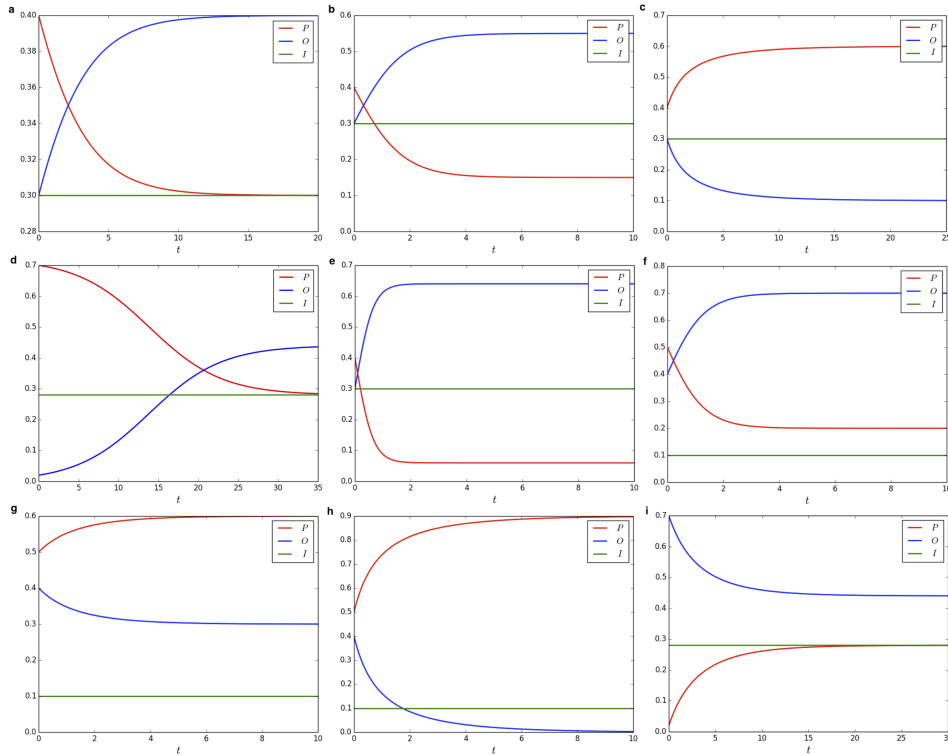 a
0.40
0.38
0.36
0.34
0.32
0.30
0.28
0 5 10 15 20
t
P
O
I
b
0.6
0.5
0.4
0.3
0.2
0.1
0.0
0 2 4 6 8 10
t
P
O
I
c
0.7
0.6
0.5
0.4
0.3
0.2
0.1
0.0
0 5 10 15 20 25
t
P
O
I
d
0.7
0.6
0.5
0.4
0.3
0.2
0.1
0.0
0 5 10 15 20 25 30 35
t
P
O
I
e
0.7
0.6
0.5
0.4
0.3
0.2
0.1
0.0
0 2 4 6 8 10
t
P
O
I
f
0.8
0.7
0.6
0.5
0.4
0.3
0.2
0.1
0.0
0 2 4 6 8 10
t
P
O
I
g
0.6
0.5
0.4
0.3
0.2
0.1
0.0
0 2 4 6 8 10
t
P
O
I
h
0.9
0.8
0.7
0.6
0.5
0.4
0.3
0.2
0.1
0.0
0 2 4 6 8 10
t
P
O
I
i
0.7
0.6
0.5
0.4
0.3
0.2
0.1
0.0
0 5 10 15 20 25 30
t
P
O
I